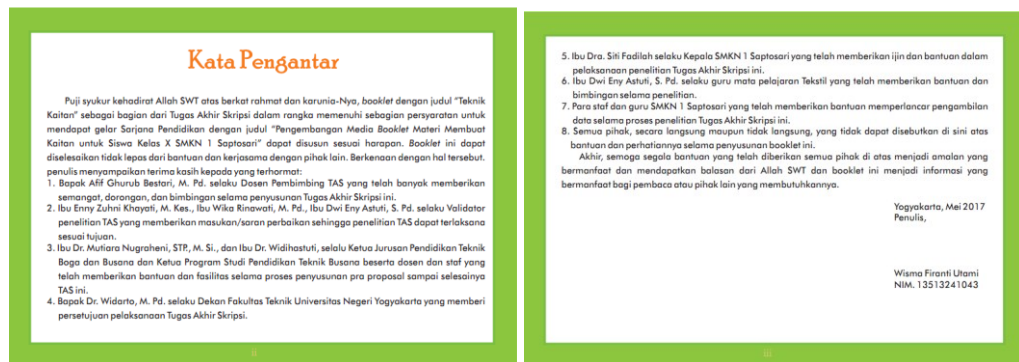 Kata Pengantar
Puji syukur kehadirat Allah SWT atas berkat rahmat dan karunia-Nya, booklet dengan judul "Teknik
Kaitan" sebagai bagian dari Tugas Akhir Skripsi dalam rangka memenuhi sebagian persyaratan untuk
mendapat gelar Sarjana Pendidikan dengan judul "Pengembangan Media Booklet Materi Membuat
Kaitan untuk Siswa Kelas X SMKN 1 Saptosari" dapat disusun sesuai harapan. Booklet ini dapat
diselesaikan tidak lepas dari bantuan dan kerjasama dengan pihak lain. Berkenaan dengan hal tersebut.
penulis menyampaikan terima kasih kepada yang terhormat:
1. Bapak Afif Ghurub Bestari, M. Pd. selaku Dosen Pembimbing TAS yang telah banyak memberikan
semangat, dorongan, dan bimbingan selama penyusunan Tugas Akhir Skripsi ini.
2. Ibu Enny Zuhni Khayati, M. Kes., Ibu Wika Rinawati, M. Pd., Ibu Dwi Eny Astuti, S. Pd. selaku Validator
penelitian TAS yang memberikan masukan/saran perbaikan sehingga penelitian TAS dapat terlaksana
sesuai tujuan.
3. Ibu Dr. Mutiara Nugraheni, STP., M. Si., dan Ibu Dr. Widihastuti, selalu Ketua Jurusan Pendidikan Teknik
Boga dan Busana dan Ketua Program Studi Pendidikan Teknik Busana beserta dosen dan staf yang
telah memberikan bantuan dan fasilitas selama proses penyusunan pra proposal sampai selesainya
TAS ini.
4. Bapak Dr. Widarto, M. Pd. selaku Dekan Fakultas Teknik Universitas Negeri Yogyakarta yang memberi
persetujuan pelaksanaan Tugas Akhir Skripsi.
ii
5. Ibu Dra. Siti Fadilah selaku Kepala SMKN 1 Saptosari yang telah memberikan ijin dan bantuan dalam
pelaksanaan penelitian Tugas Akhir Skripsi ini.
6. Ibu Dwi Eny Astuti, S. Pd. selaku guru mata pelajaran Tekstil yang telah memberikan bantuan dan
bimbingan selama penelitian.
7. Para staf dan guru SMKN 1 Saptosari yang telah memberikan bantuan memperlancar pengambilan
data selama proses penelitian Tugas Akhir Skripsi ini.
8. Semua pihak, secara langsung maupun tidak langsung, yang tidak dapat disebutkan di sini atas
bantuan dan perhatiannya selama penyusunan booklet ini.
Akhir, semoga segala bantuan yang telah diberikan semua pihak di atas menjadi amalan yang
bermanfaat dan mendapatkan balasan dari Allah SWT dan booklet ini menjadi informasi yang
bermanfaat bagi pembaca atau pihak lain yang membutuhkannya.
Yogyakarta, Mei 2017
Penulis,
Wisma Firanti Utami
NIM. 13513241043
iii